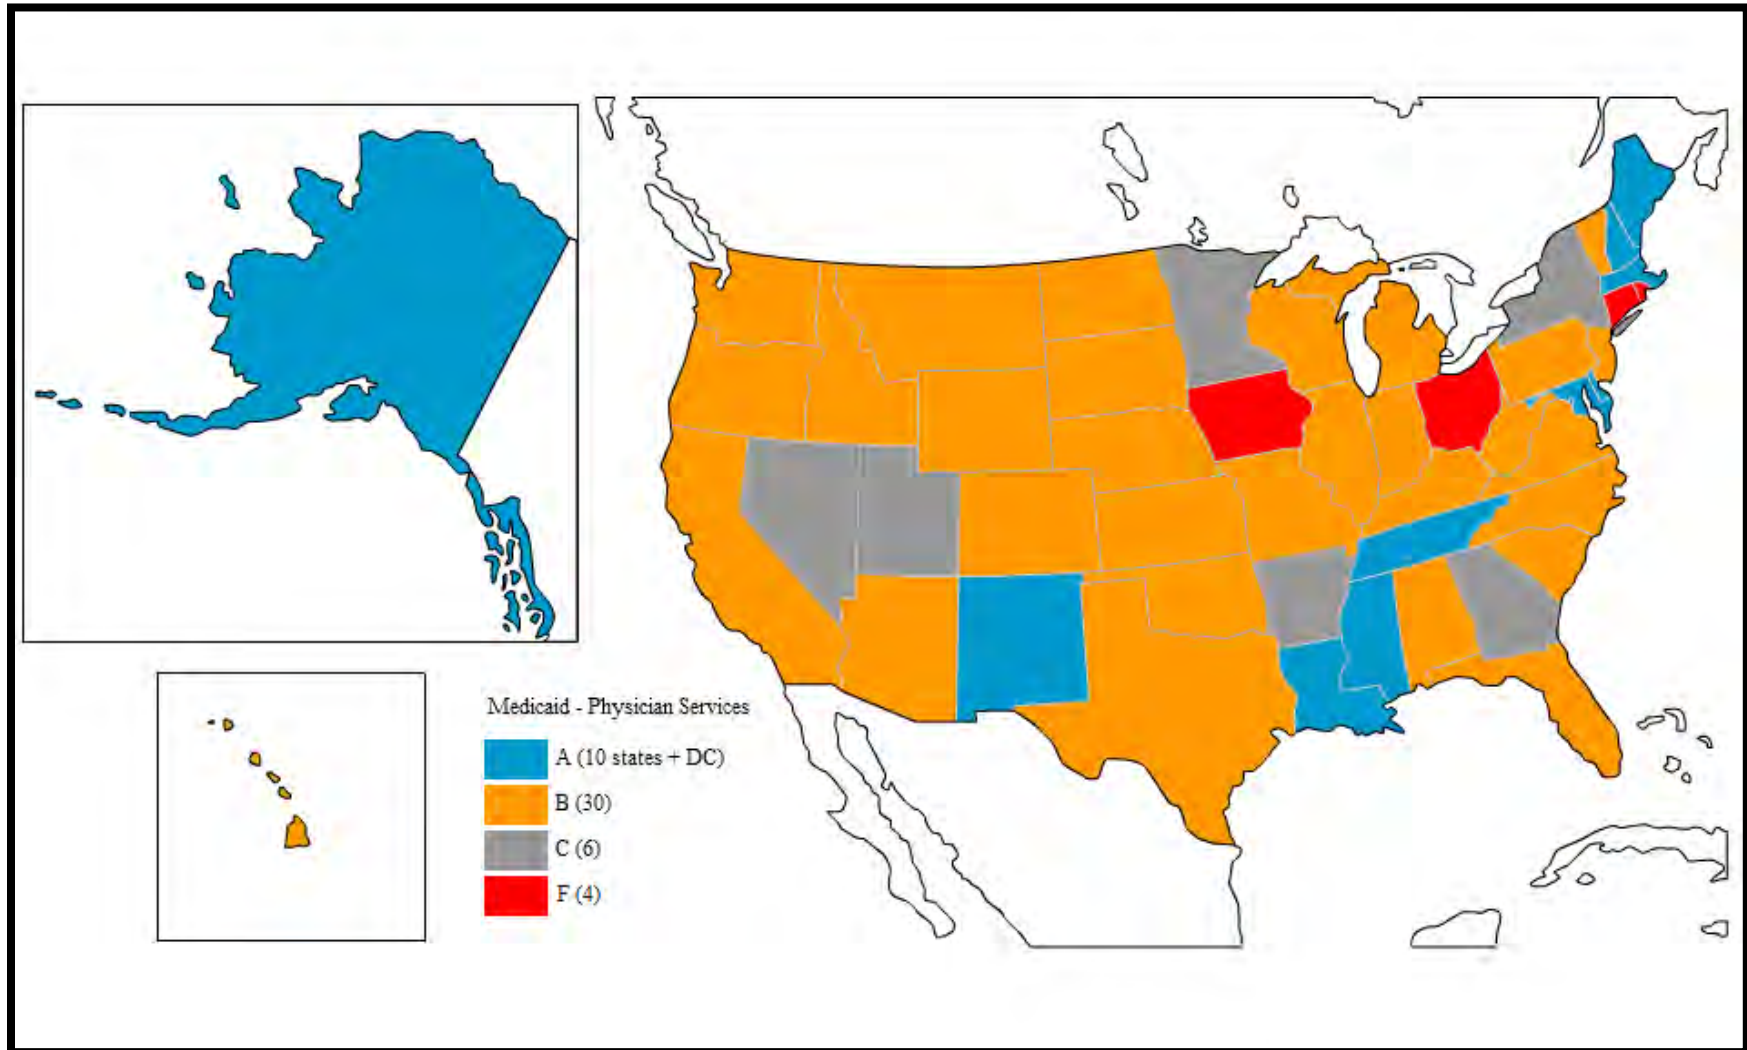 Medicaid - Physician Services
A (10 states + DC)
B (30)
C (6)
F (4)